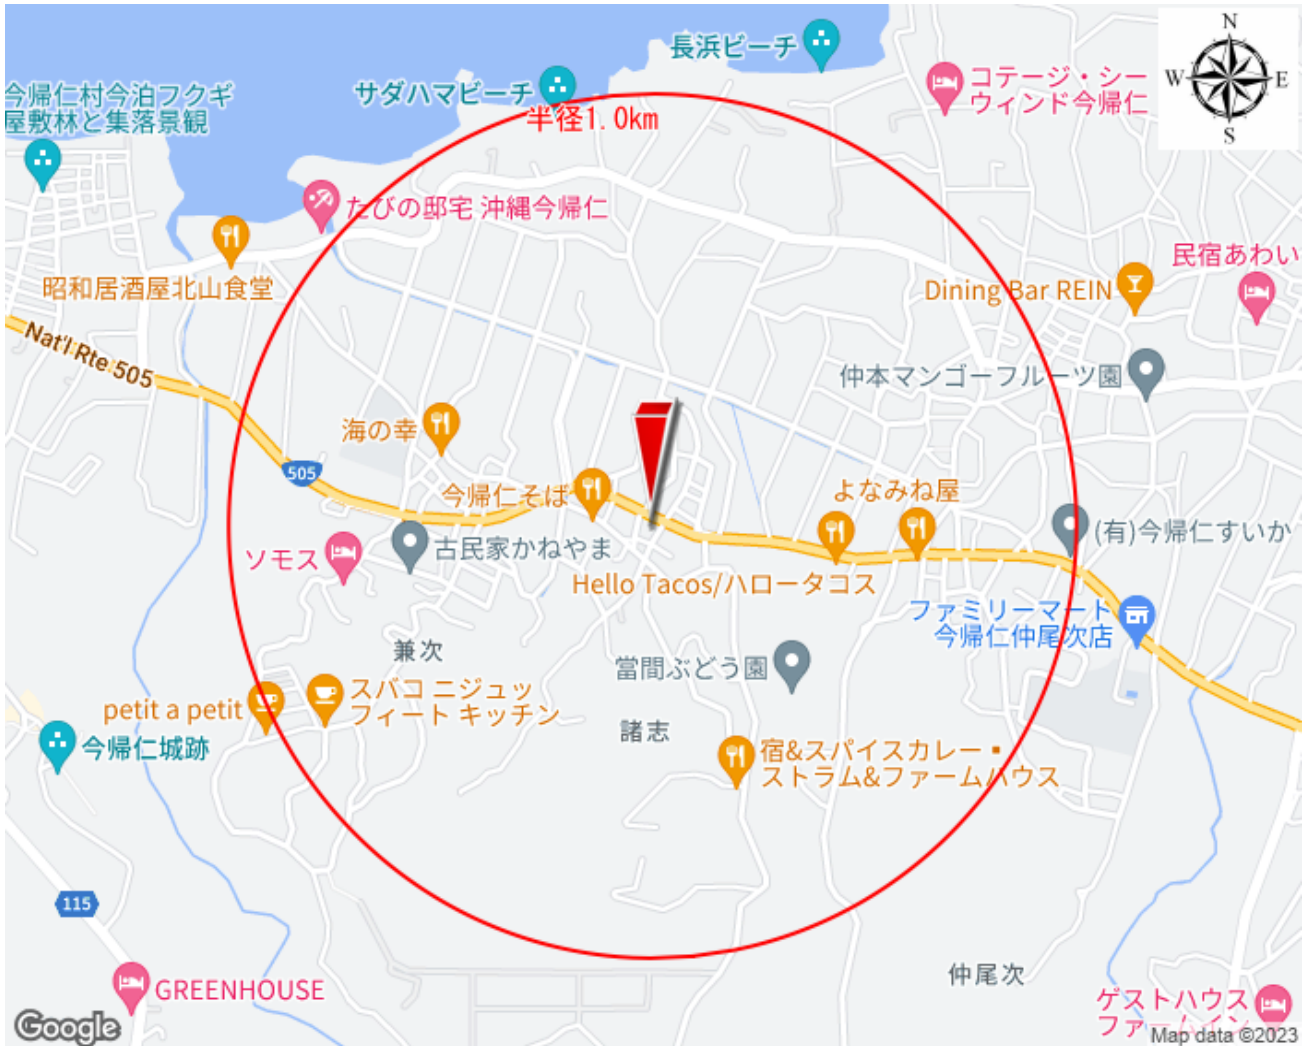 長浜ビーチ
N
W
E
S
コテージ・シー
ウィンド今帰仁
サダハマビーチ
今帰仁村今泊フクギ
屋敷林と集落景観
半径1.0km
たびの邸宅 沖縄今帰仁
民宿あわい
昭和居酒屋北山食堂
Dining Bar REIN
Nat'l Rte 505
仲本マンゴーフルーツ園
海の幸
505
今帰仁そば
よなみね屋
(有)今帰仁すいか
古民家かねやま
ソモス
Hello Tacos/ハロータコス
ファミリーマート
今帰仁仲尾次店
兼次
當間ぶどう園
スバコ ニジュッ
フィート キッチン
petit a petit
諸志
今帰仁城跡
宿&スパイスカレー・
ストラム&ファームハウス
115
仲尾次
GREENHOUSE
ゲストハウス
ファームイン
Google
Map data ©2023